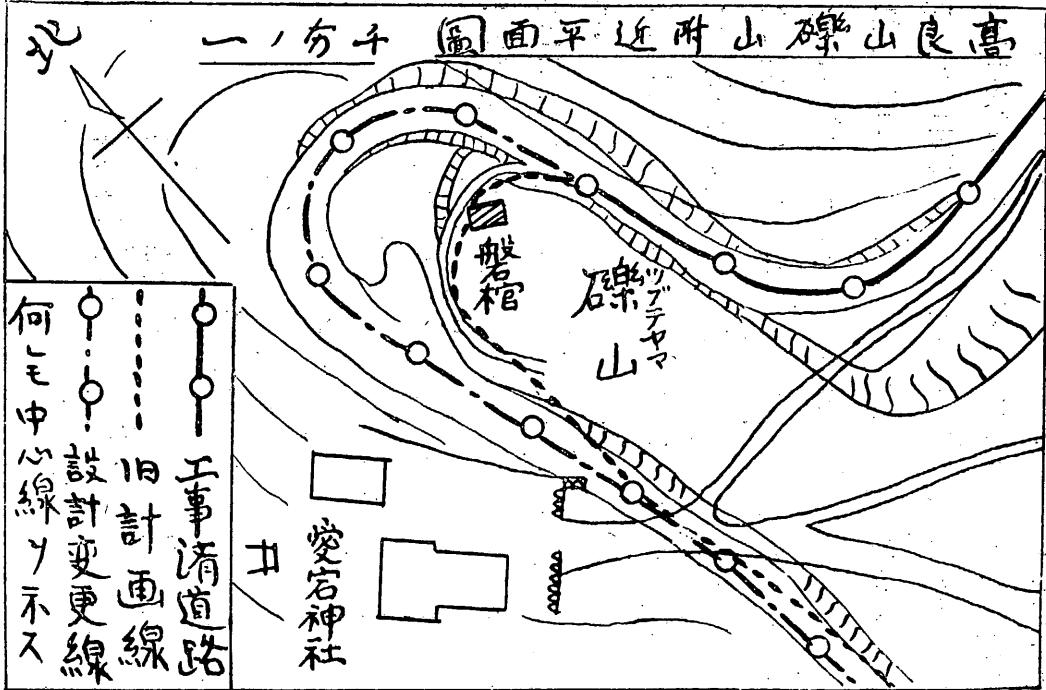 高良山礫山附近平面圖 千分ノ一
磐棺
礫山
ツブテヤマ
愛宕神社
工事濟道路
旧計画線
設計変更線
何レモ中心線ヲ示ス